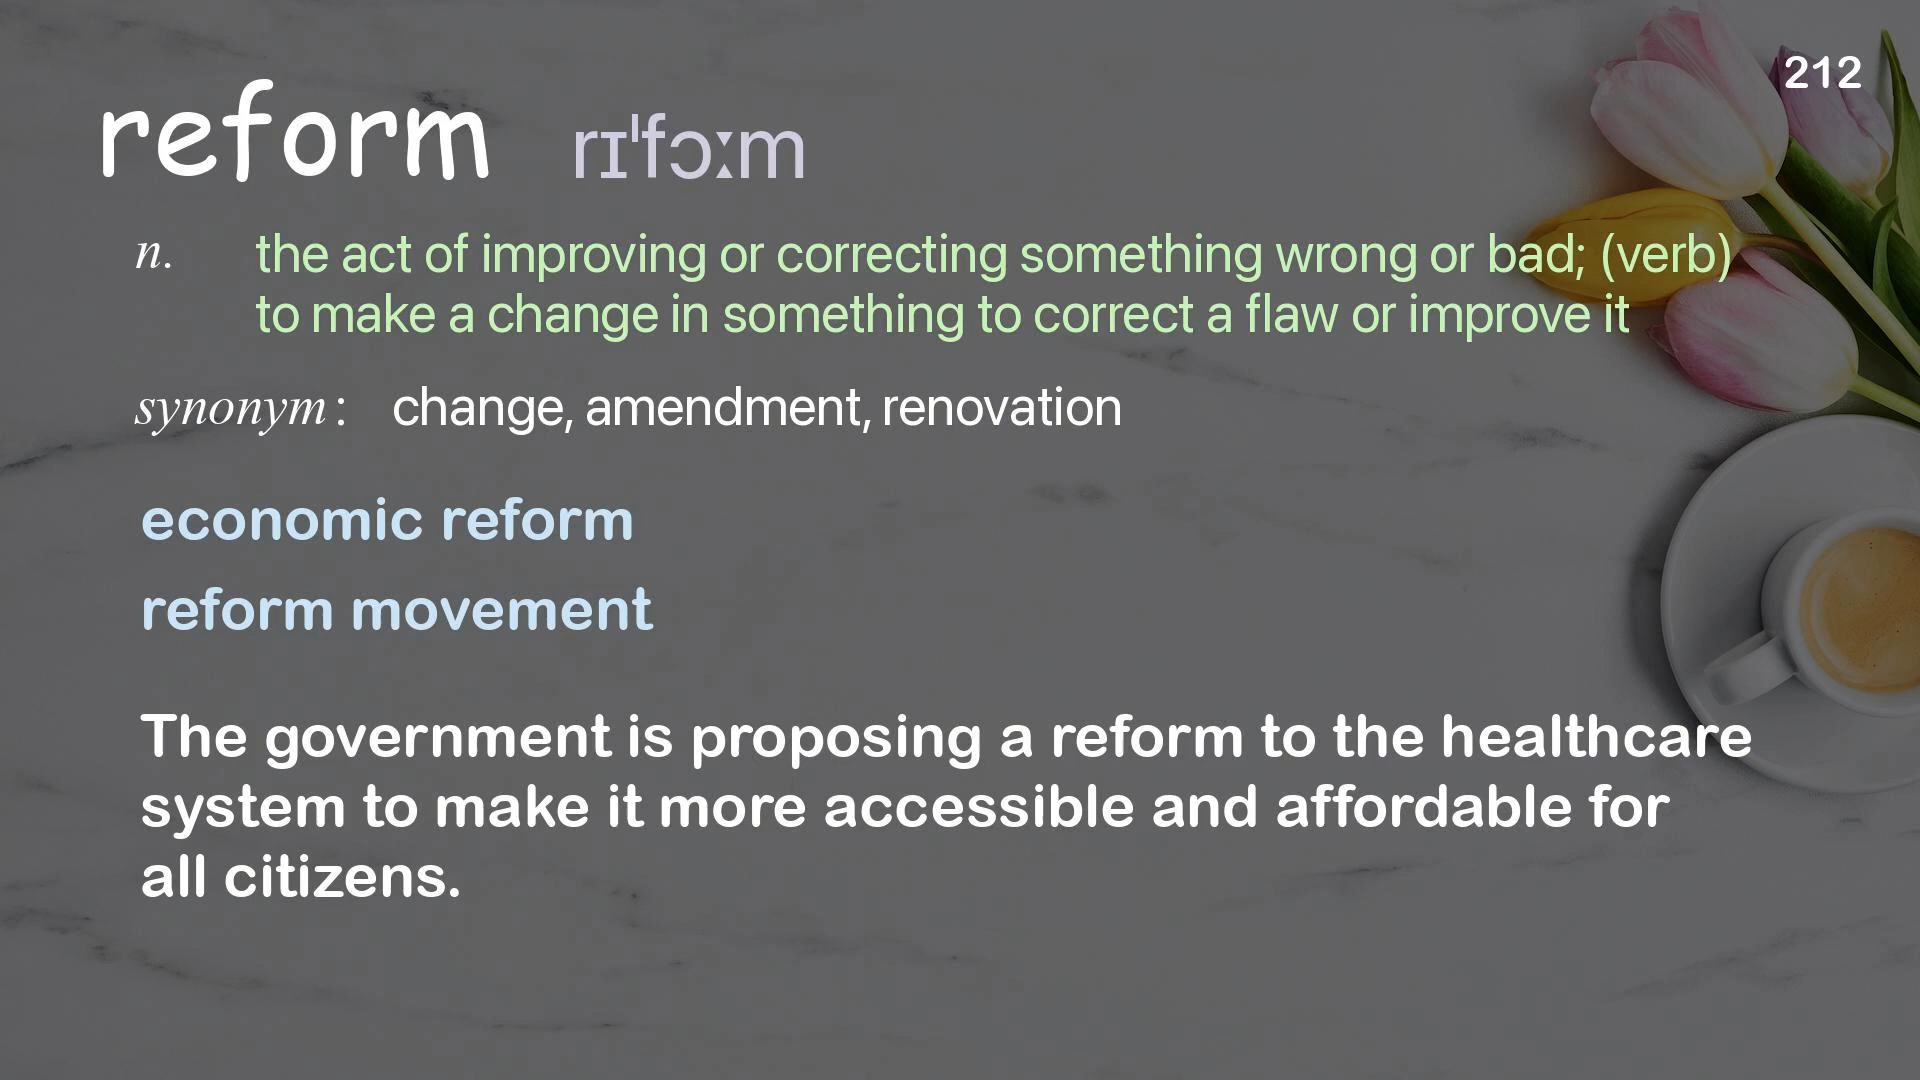 212
reform rɪˈfɔːm
n. the act of improving or correcting something wrong or bad; (verb)
to make a change in something to correct a flaw or improve it
synonym : change, amendment, renovation
economic reform
reform movement
The government is proposing a reform to the healthcare
system to make it more accessible and affordable for
all citizens.